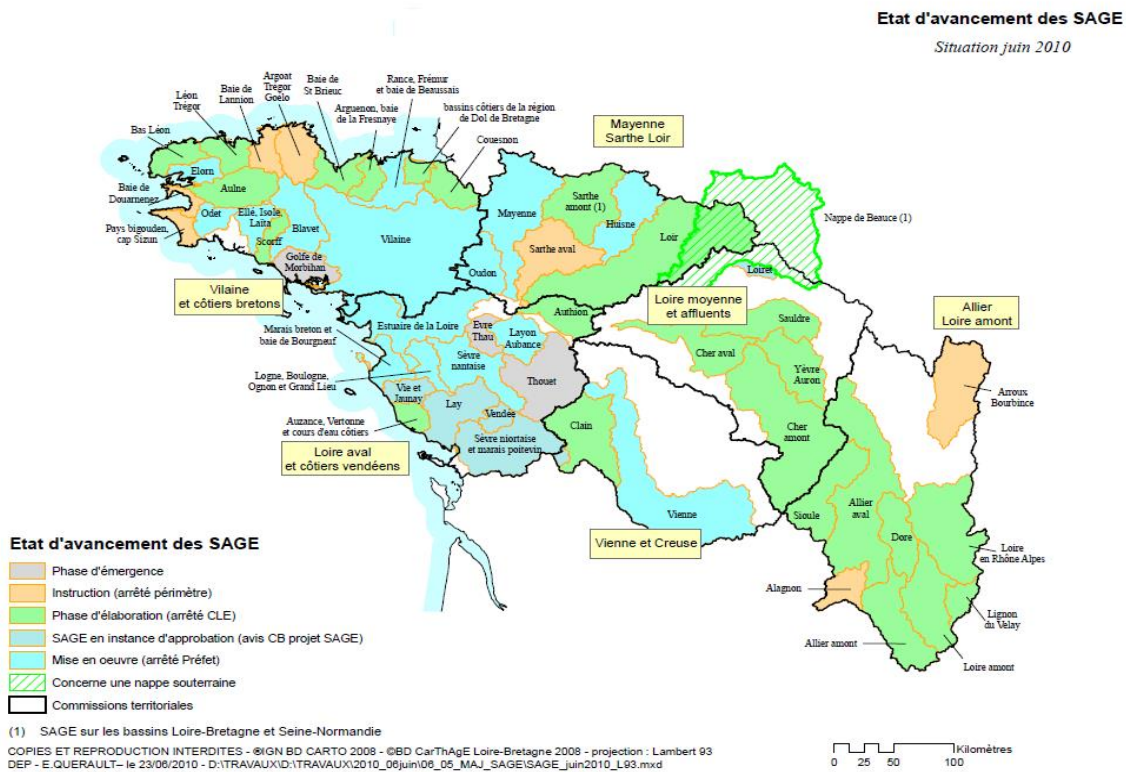 Etat d'avancement des SAGE
Situation juin 2010
Argoat
Trégor
Goëlo
Baie de
Lannion
Léon
Trégor
Bas Léon
Baie de
St Brieuc
Rance, Frémur
et baie de Beaussais
Arguenon, baie
de la Fresnaye
bassins côtiers de la région
de Dol de Bretagne
Couesnon
Mayenne
Sarthe Loir
Elorn
Aulne
Baie de
Douarnenez
Odet
Pays bigouden,
cap Sizun
Ellé, Isole,
Laïta
Scorff
Blavet
Vilaine
Golfe de
Morbihan
Mayenne
Sarthe
amont (1)
Huisne
Loir
Sarthe aval
Oudon
Nappe de Beauce (1)
Loiret
Vilaine
et côtiers bretons
Loire moyenne
et affluents
Allier
Loire amont
Marais breton et
baie de Bourgneuf
Estuaire de la Loire
Evre
Thau
Layon
Aubance
Authion
Sèvre
nantaise
Logne, Boulogne,
Ognon et Grand Lieu
Thouet
Vie et
Jaunay
Lay
Vendée
Auzance, Vertonne
et cours d'eau côtiers
Sèvre niortaise
et marais poitevin
Loire aval
et côtiers vendéens
Clain
Vienne
Vienne et Creuse
Sauldre
Cher aval
Yèvre
Auron
Cher
amont
Arroux
Bourbince
Allier
aval
Sioule
Dore
Loire
en Rhône Alpes
Alagnon
Lignon
du Velay
Allier amont
Loire amont
Etat d'avancement des SAGE
Phase d'émergence
Instruction (arrêté périmètre)
Phase d'élaboration (arrêté CLE)
SAGE en instance d'approbation (avis CB projet SAGE)
Mise en oeuvre (arrêté Préfet)
Concerne une nappe souterraine
Commissions territoriales
(1) SAGE sur les bassins Loire-Bretagne et Seine-Normandie
COPIES ET REPRODUCTION INTERDITES - ©IGN BD CARTO 2008 - ©BD CarThAgE Loire-Bretagne 2008 - projection : Lambert 93
DEP - E.QUERAULT– le 23/06/2010 - D:\TRAVAUX\D:\TRAVAUX\2010_06juin\06_05_MAJ_SAGE\SAGE_juin2010_L93.mxd
Kilomètres
0 25 50 100